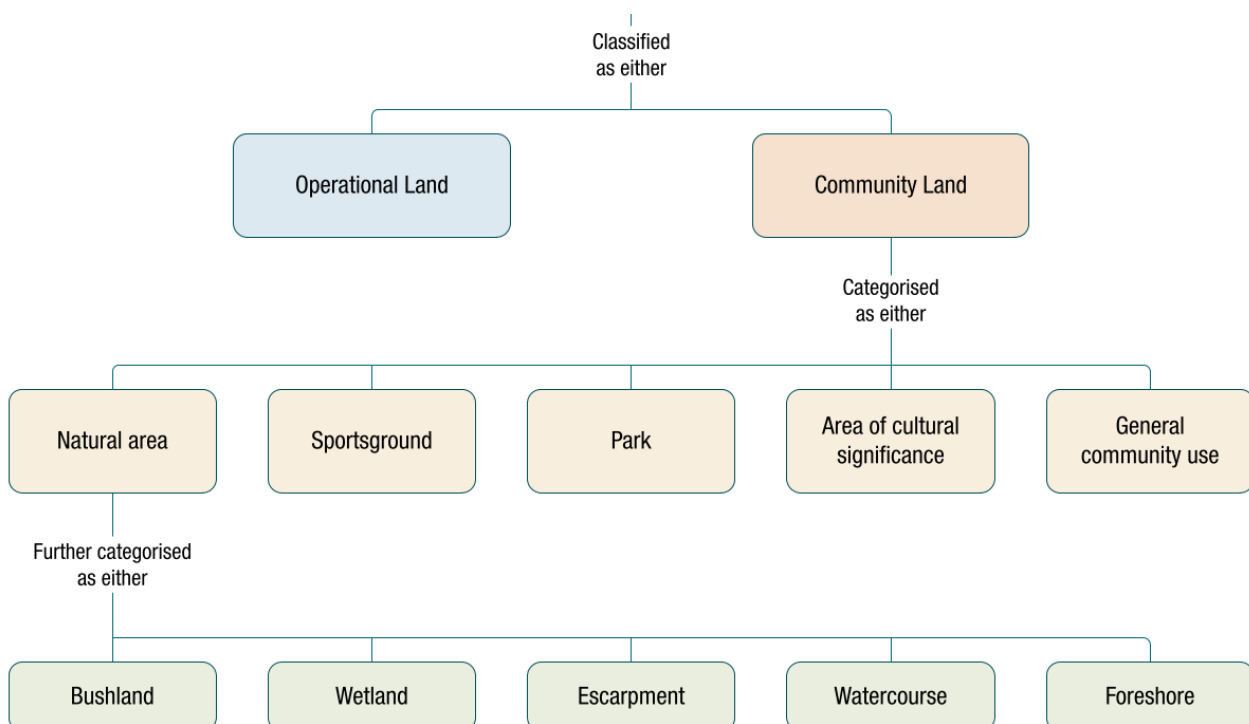 Classified
as either
Operational Land
Community Land
Categorised
as either
Natural area
Sportsground
Park
Area of cultural
significance
General
community use
Further categorised
as either
Bushland
Wetland
Escarpment
Watercourse
Foreshore